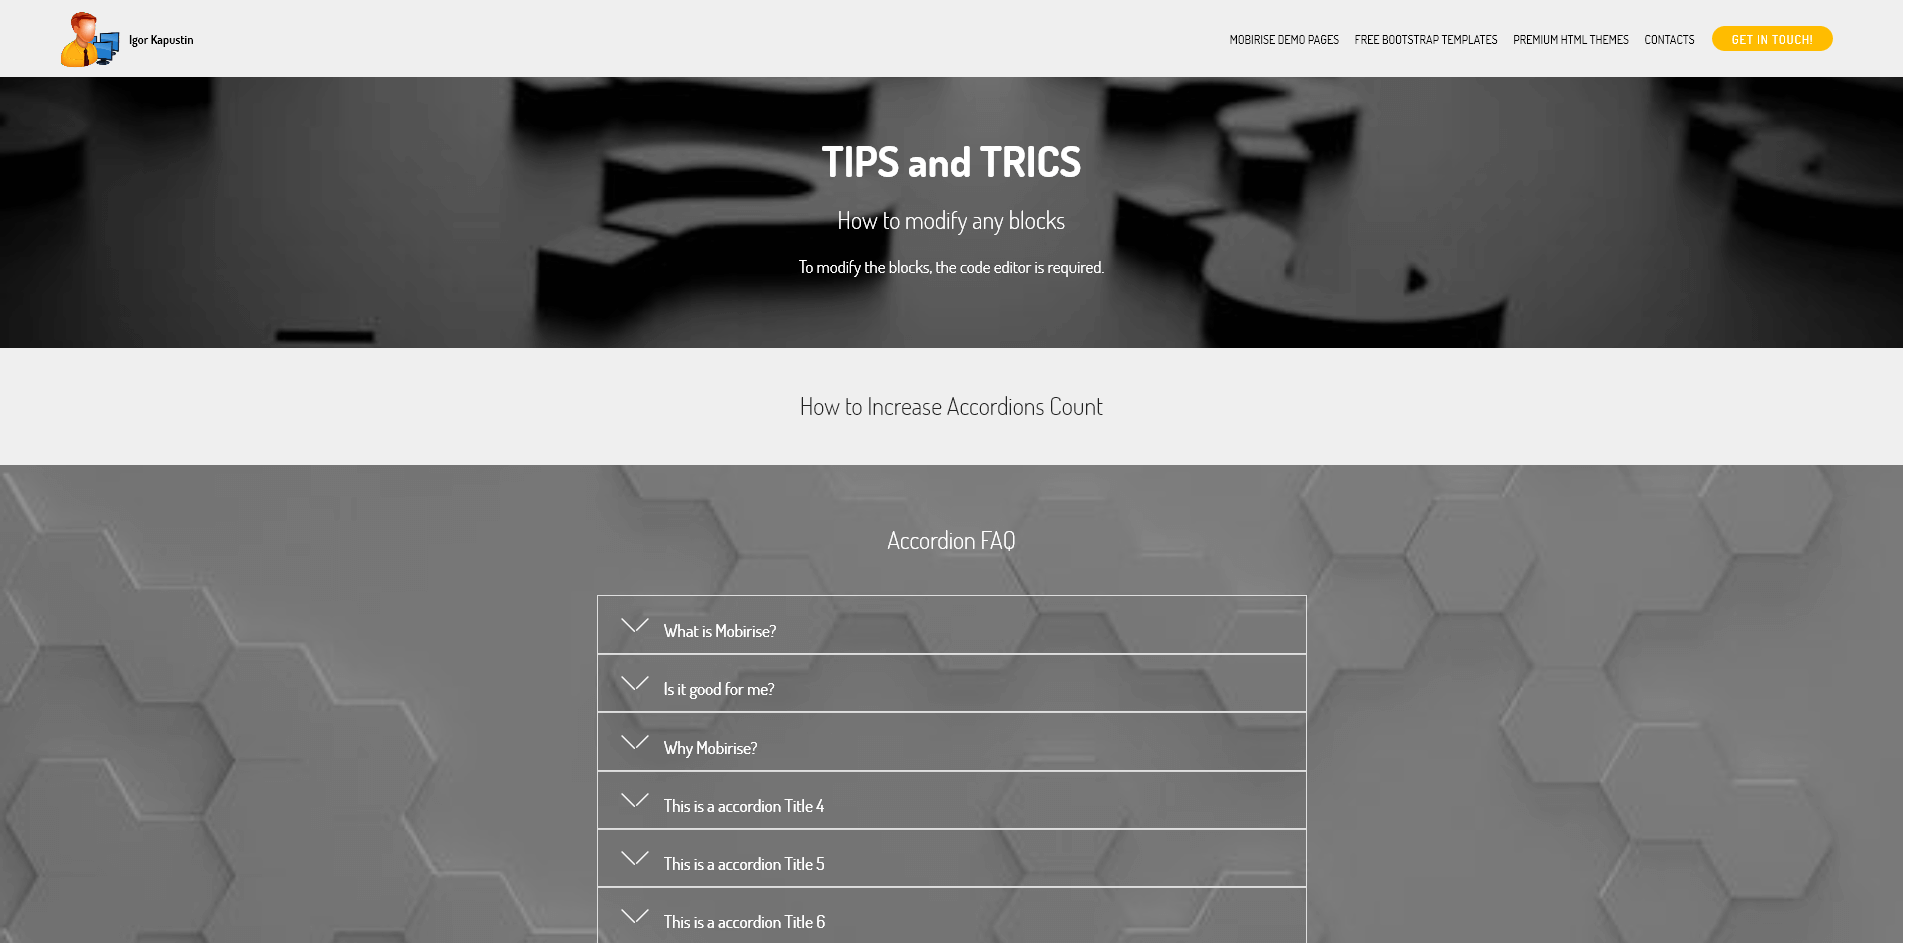 Igor Kapustin
MOBIRISE DEMO PAGES
FREE BOOTSTRAP TEMPLATES
PREMIUM HTML THEMES
CONTACTS
GET IN TOUCH!
TIPS and TRICS
How to modify any blocks
To modify the blocks, the code editor is required.
How to Increase Accordions Count
Accordion FAQ
What is Mobirise?
Is it good for me?
Why Mobirise?
This is a accordion Title 4
This is a accordion Title 5
This is a accordion Title 6